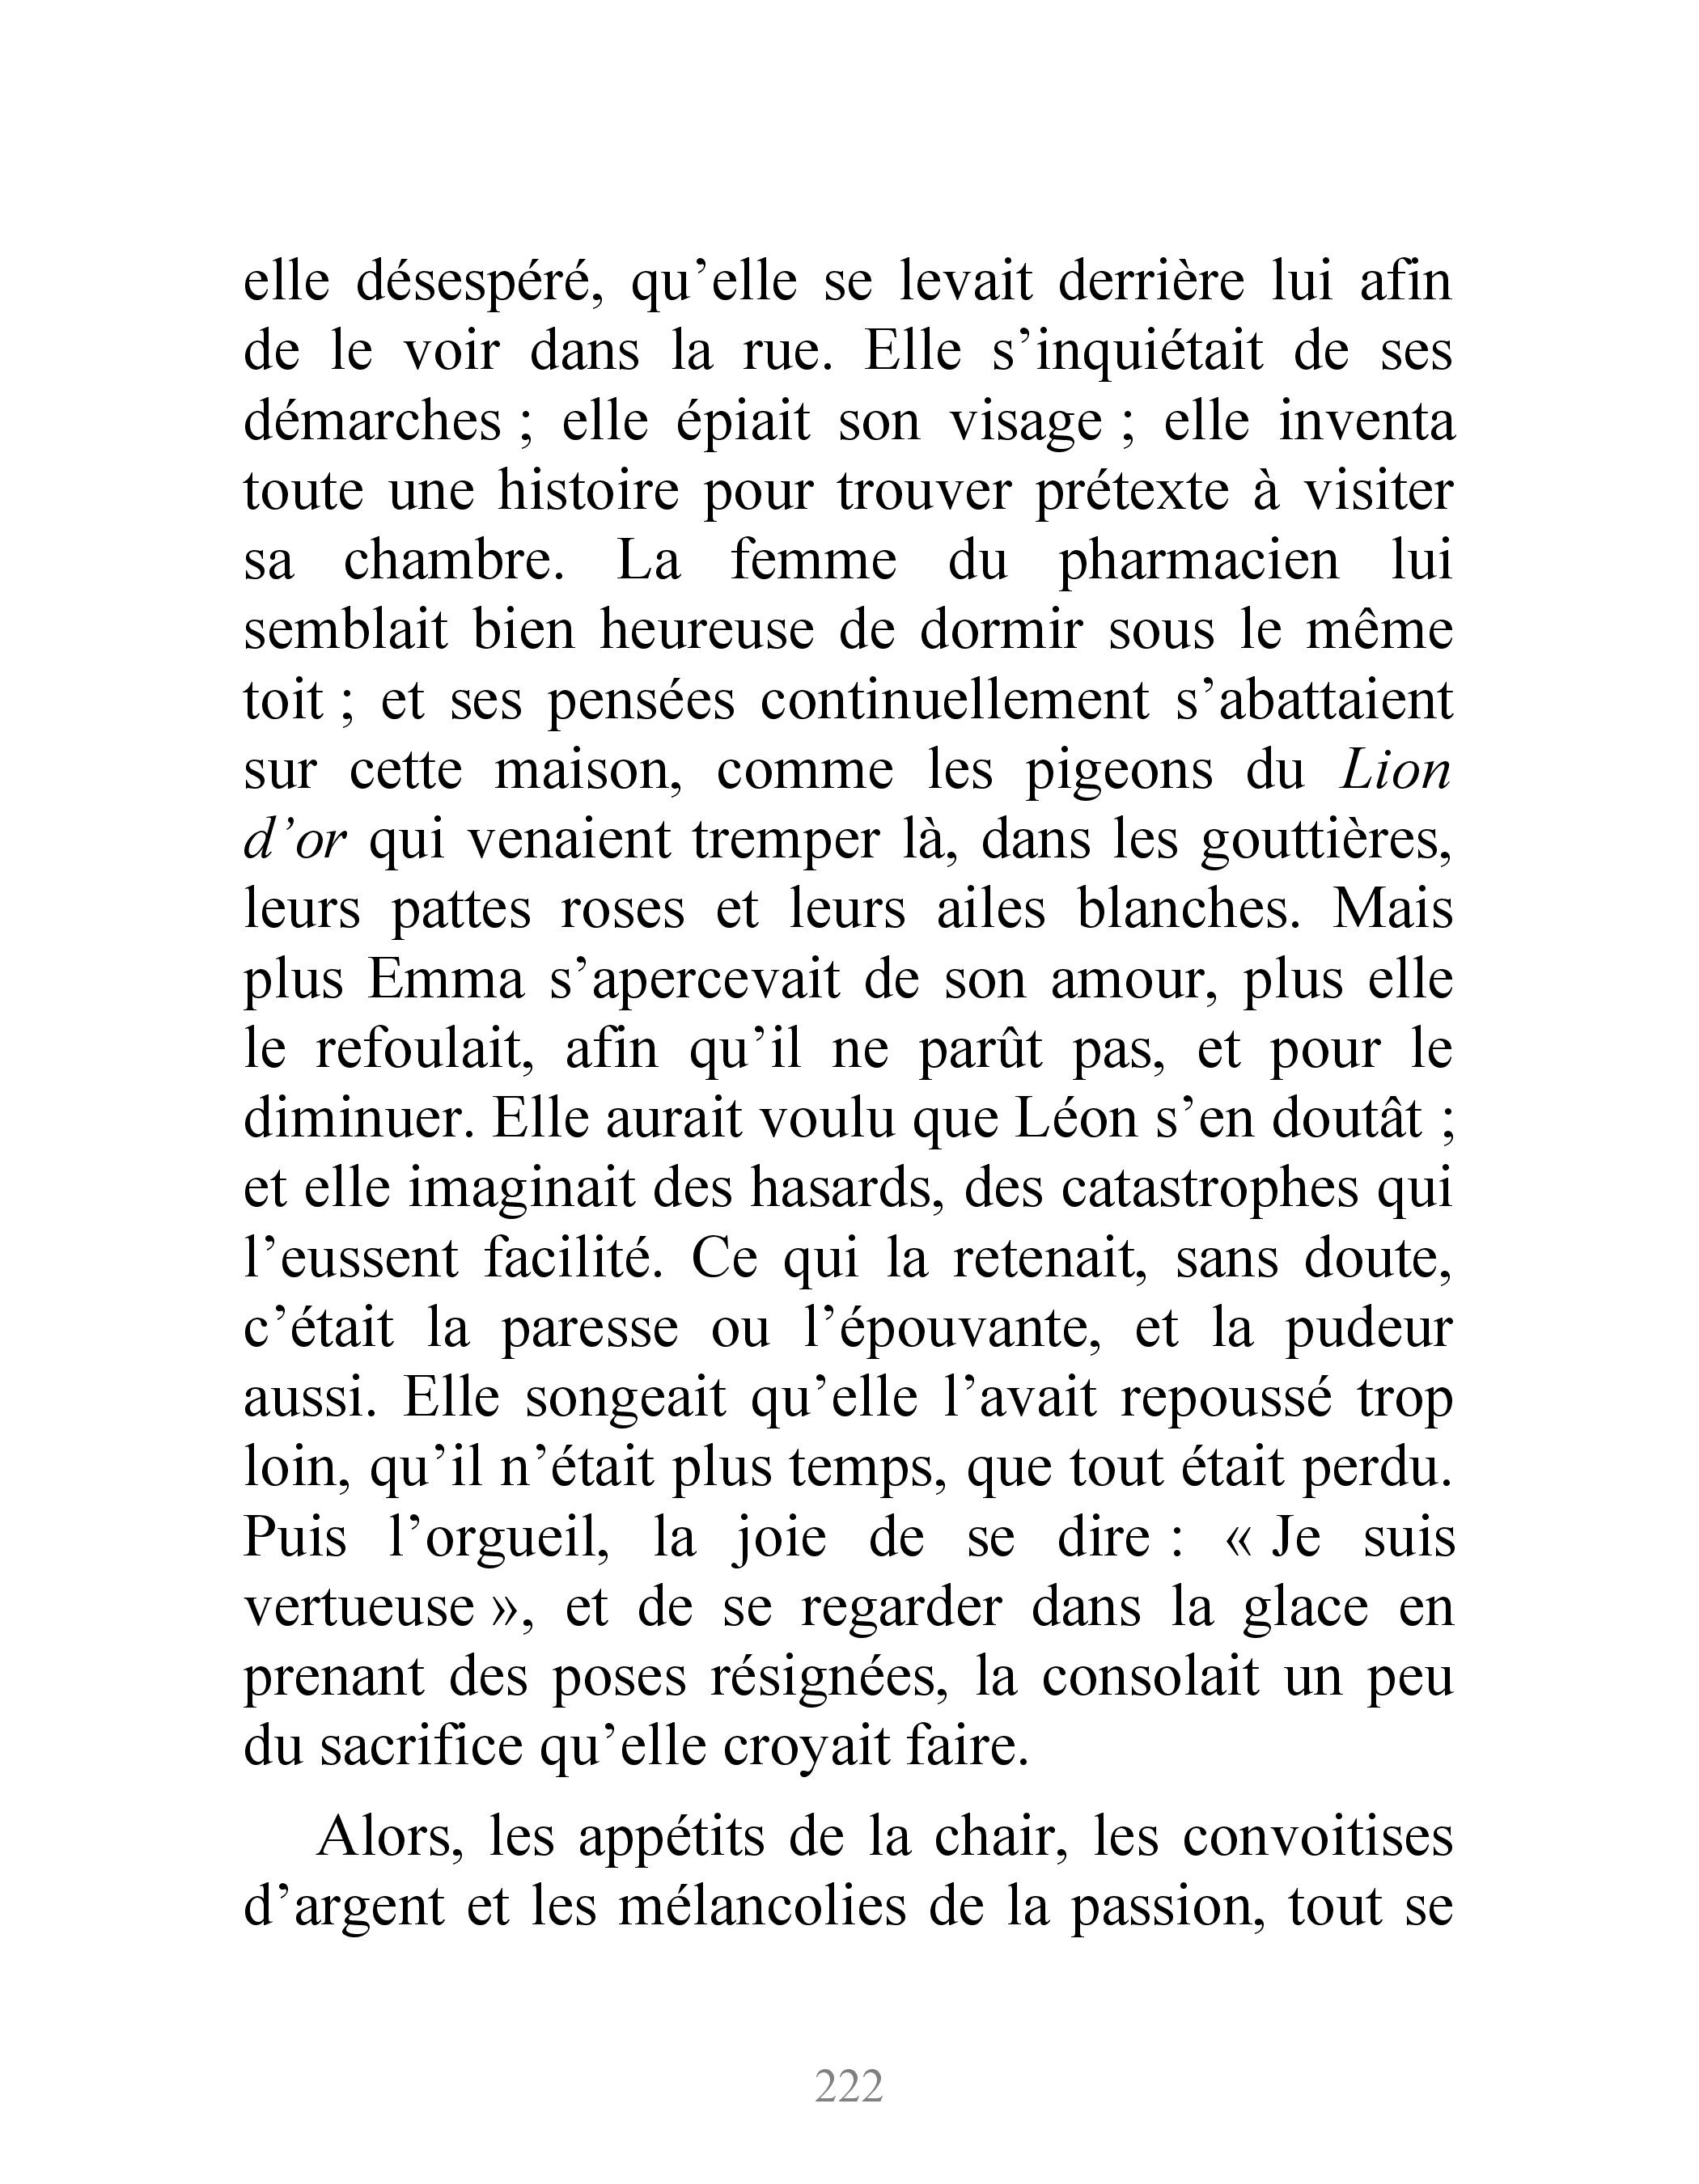 elle désespéré, qu’elle se levait derrière lui afin
de le voir dans la rue. Elle s’inquiétait de ses
démarches ; elle épiait son visage ; elle inventa
toute une histoire pour trouver prétexte à visiter
sa chambre. La femme du pharmacien lui
semblait bien heureuse de dormir sous le même
toit ; et ses pensées continuellement s’abattaient
sur cette maison, comme les pigeons du Lion
d’or qui venaient tremper là, dans les gouttières,
leurs pattes roses et leurs ailes blanches. Mais
plus Emma s’apercevait de son amour, plus elle
le refoulait, afin qu’il ne parût pas, et pour le
diminuer. Elle aurait voulu que Léon s’en doutât ;
et elle imaginait des hasards, des catastrophes qui
l’eussent facilité. Ce qui la retenait, sans doute,
c’était la paresse ou l’épouvante, et la pudeur
aussi. Elle songeait qu’elle l’avait repoussé trop
loin, qu’il n’était plus temps, que tout était perdu.
Puis l’orgueil, la joie de se dire : « Je suis
vertueuse », et de se regarder dans la glace en
prenant des poses résignées, la consolait un peu
du sacrifice qu’elle croyait faire.
Alors, les appétits de la chair, les convoitises
d’argent et les mélancolies de la passion, tout se
222